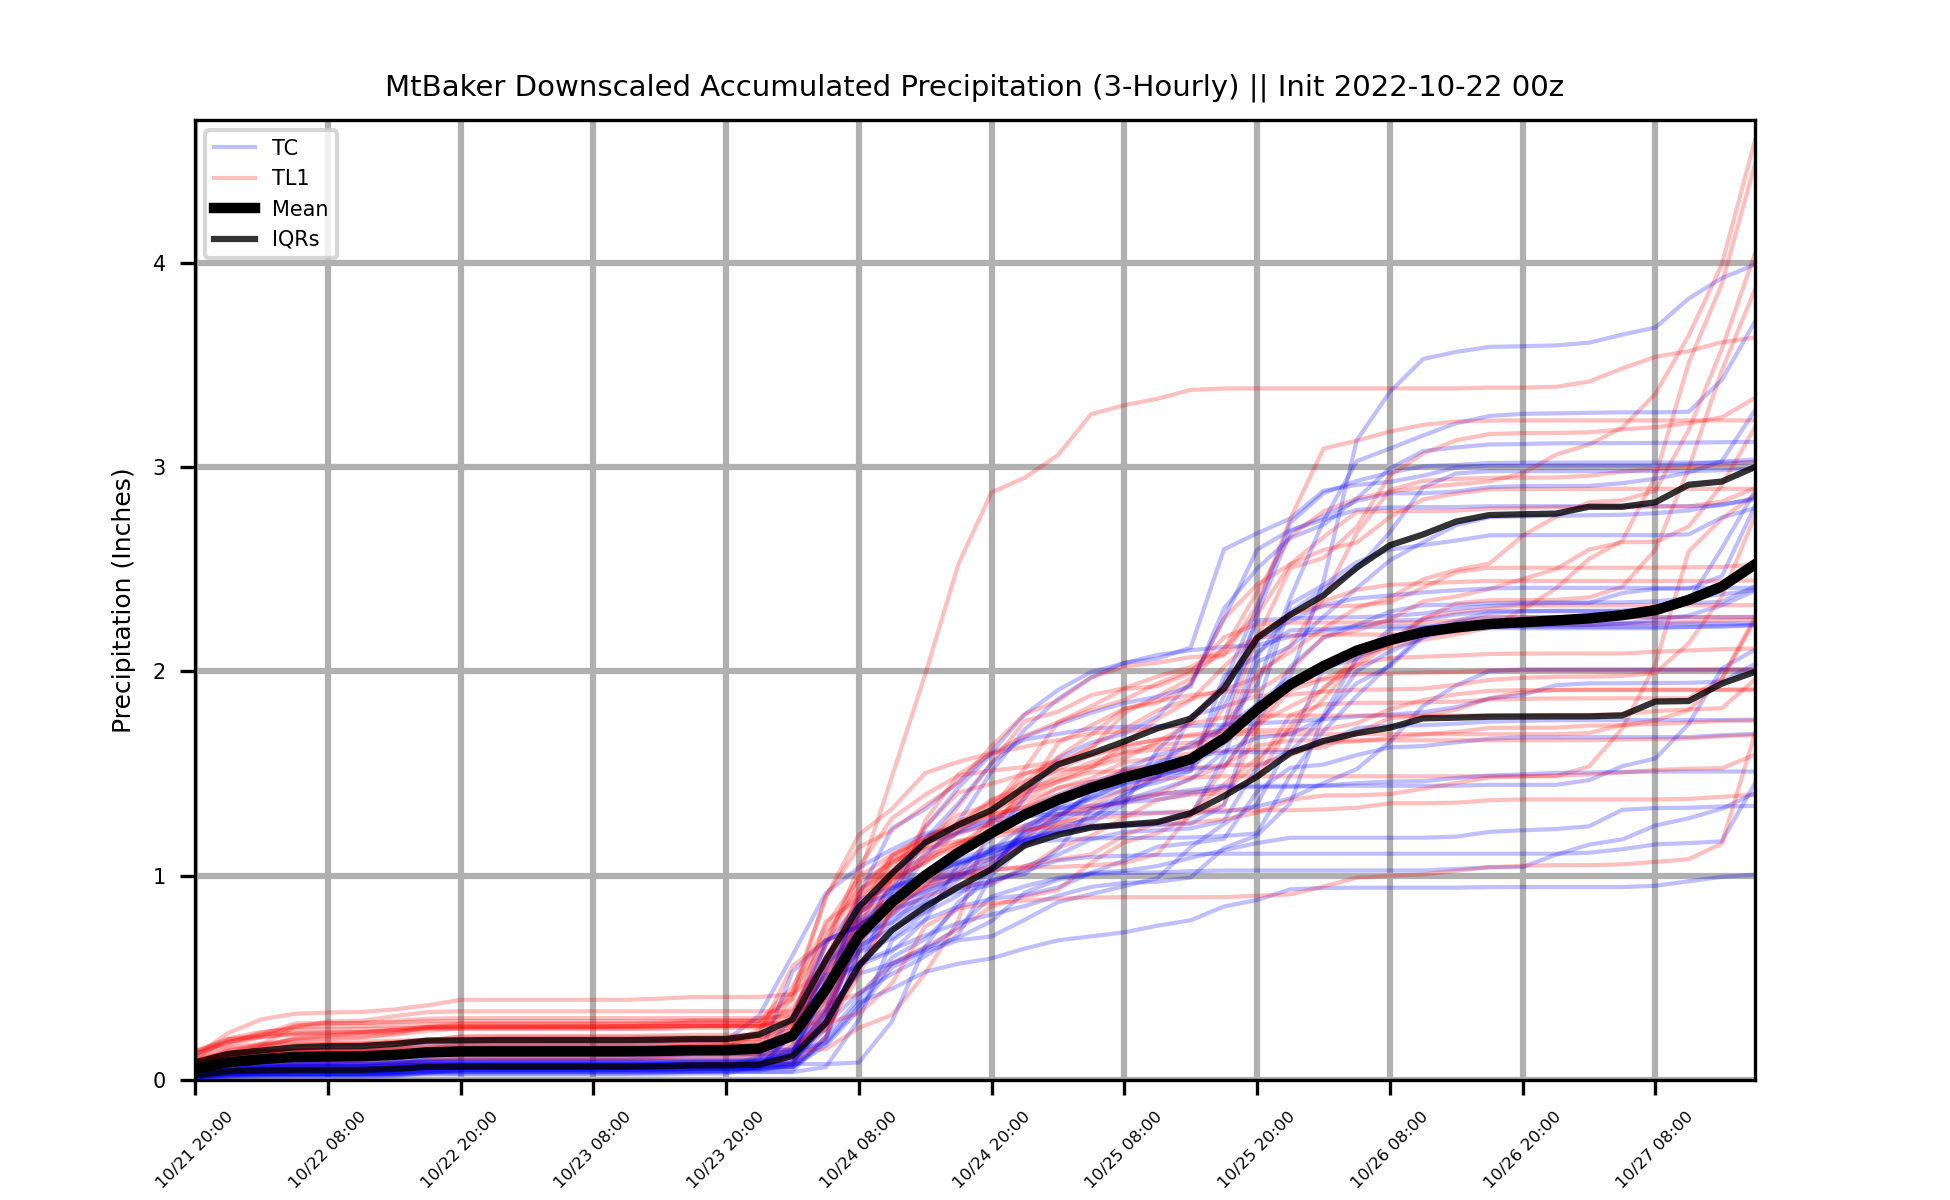 MtBaker Downscaled Accumulated Precipitation (3-Hourly) || Init 2022-10-22 00z
TC
TL1
Mean
IQRs
Precipitation (Inches)
4
3
2
1
0
10/21 20:00
10/22 08:00
10/22 20:00
10/23 08:00
10/23 20:00
10/24 08:00
10/24 20:00
10/25 08:00
10/25 20:00
10/26 08:00
10/26 20:00
10/27 08:00